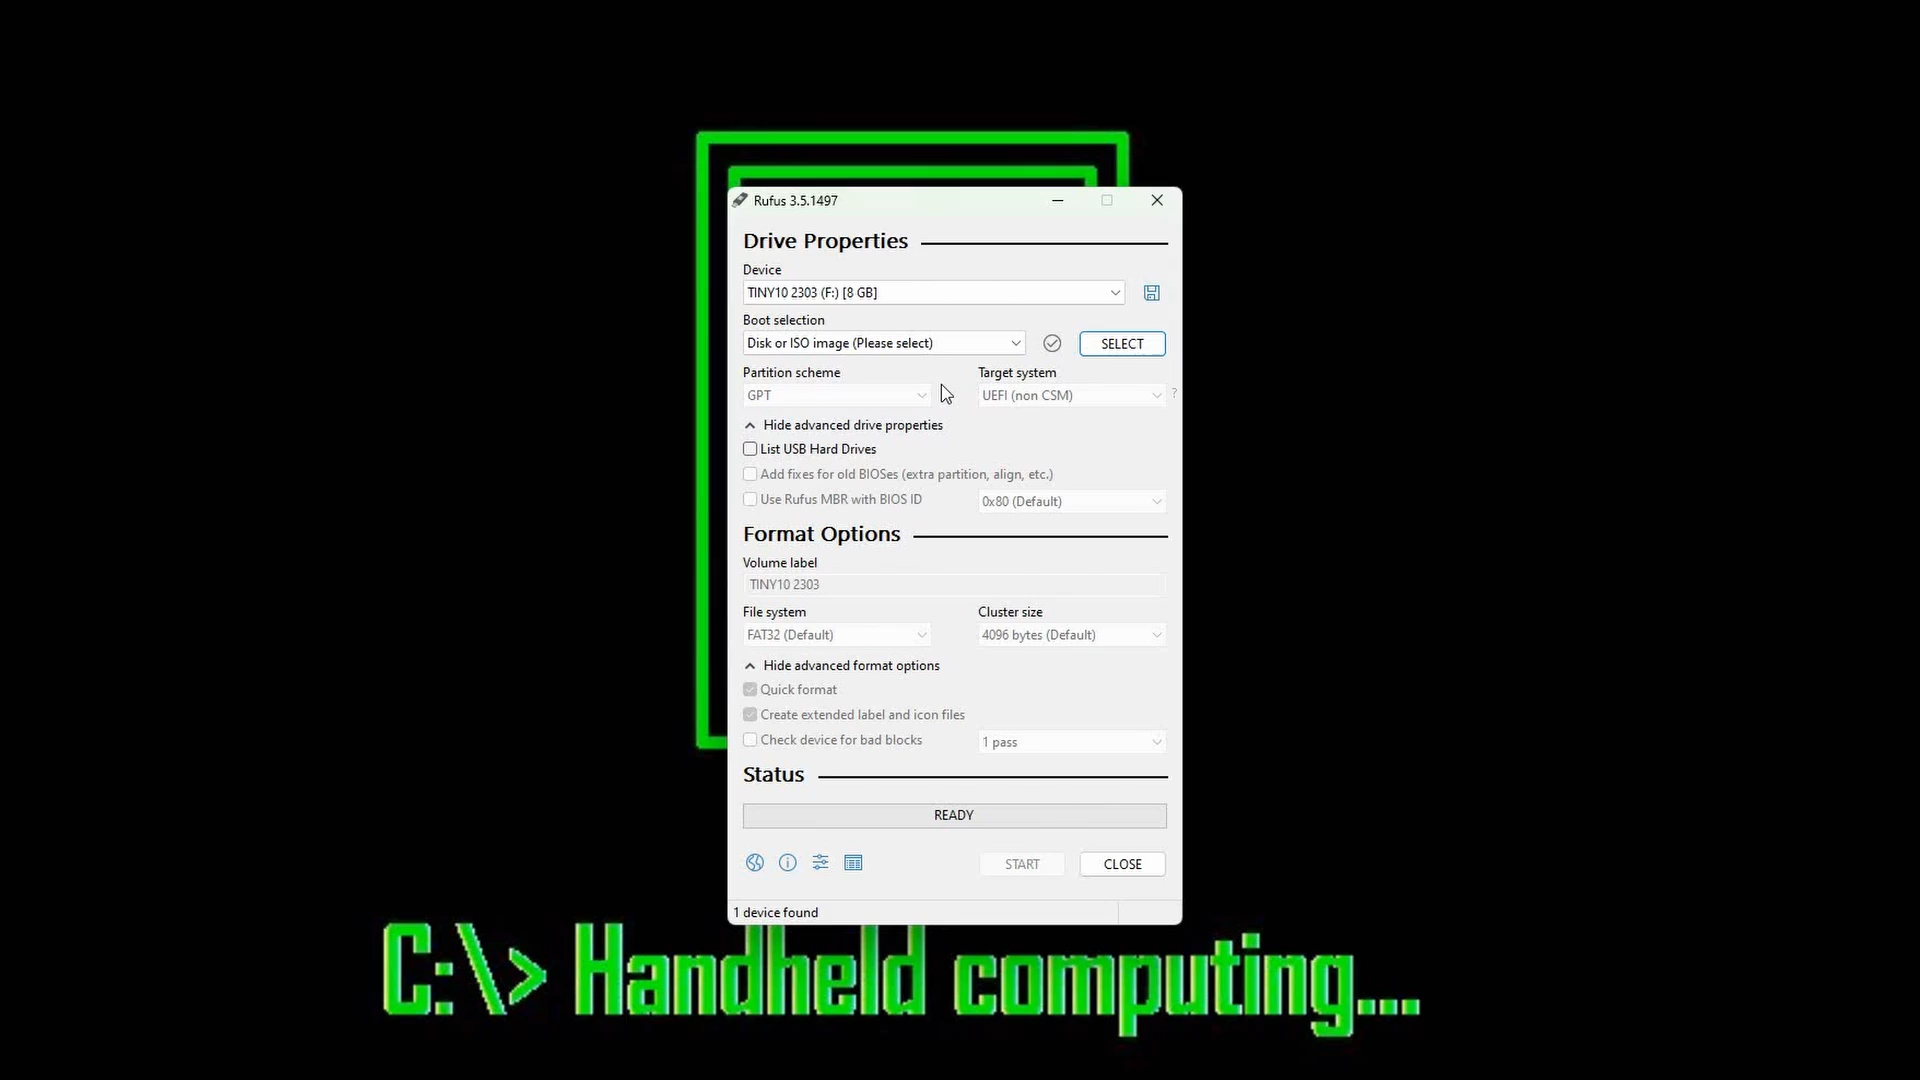 Rufus 3.5.1497
Drive Properties
Device
TINY10 2303 (F:) [8 GB]
Boot selection
Disk or ISO image (Please select)
SELECT
Partition scheme
Target system
GPT
UEFI (non CSM)
?
Hide advanced drive properties
List USB Hard Drives
Add fixes for old BIOSes (extra partition, align, etc.)
Use Rufus MBR with BIOS ID
0x80 (Default)
Format Options
Volume label
TINY10 2303
File system
Cluster size
FAT32 (Default)
4096 bytes (Default)
Hide advanced format options
Quick format
Create extended label and icon files
Check device for bad blocks
1 pass
Status
READY
START
CLOSE
1 device found
C:\> Handheld computing...